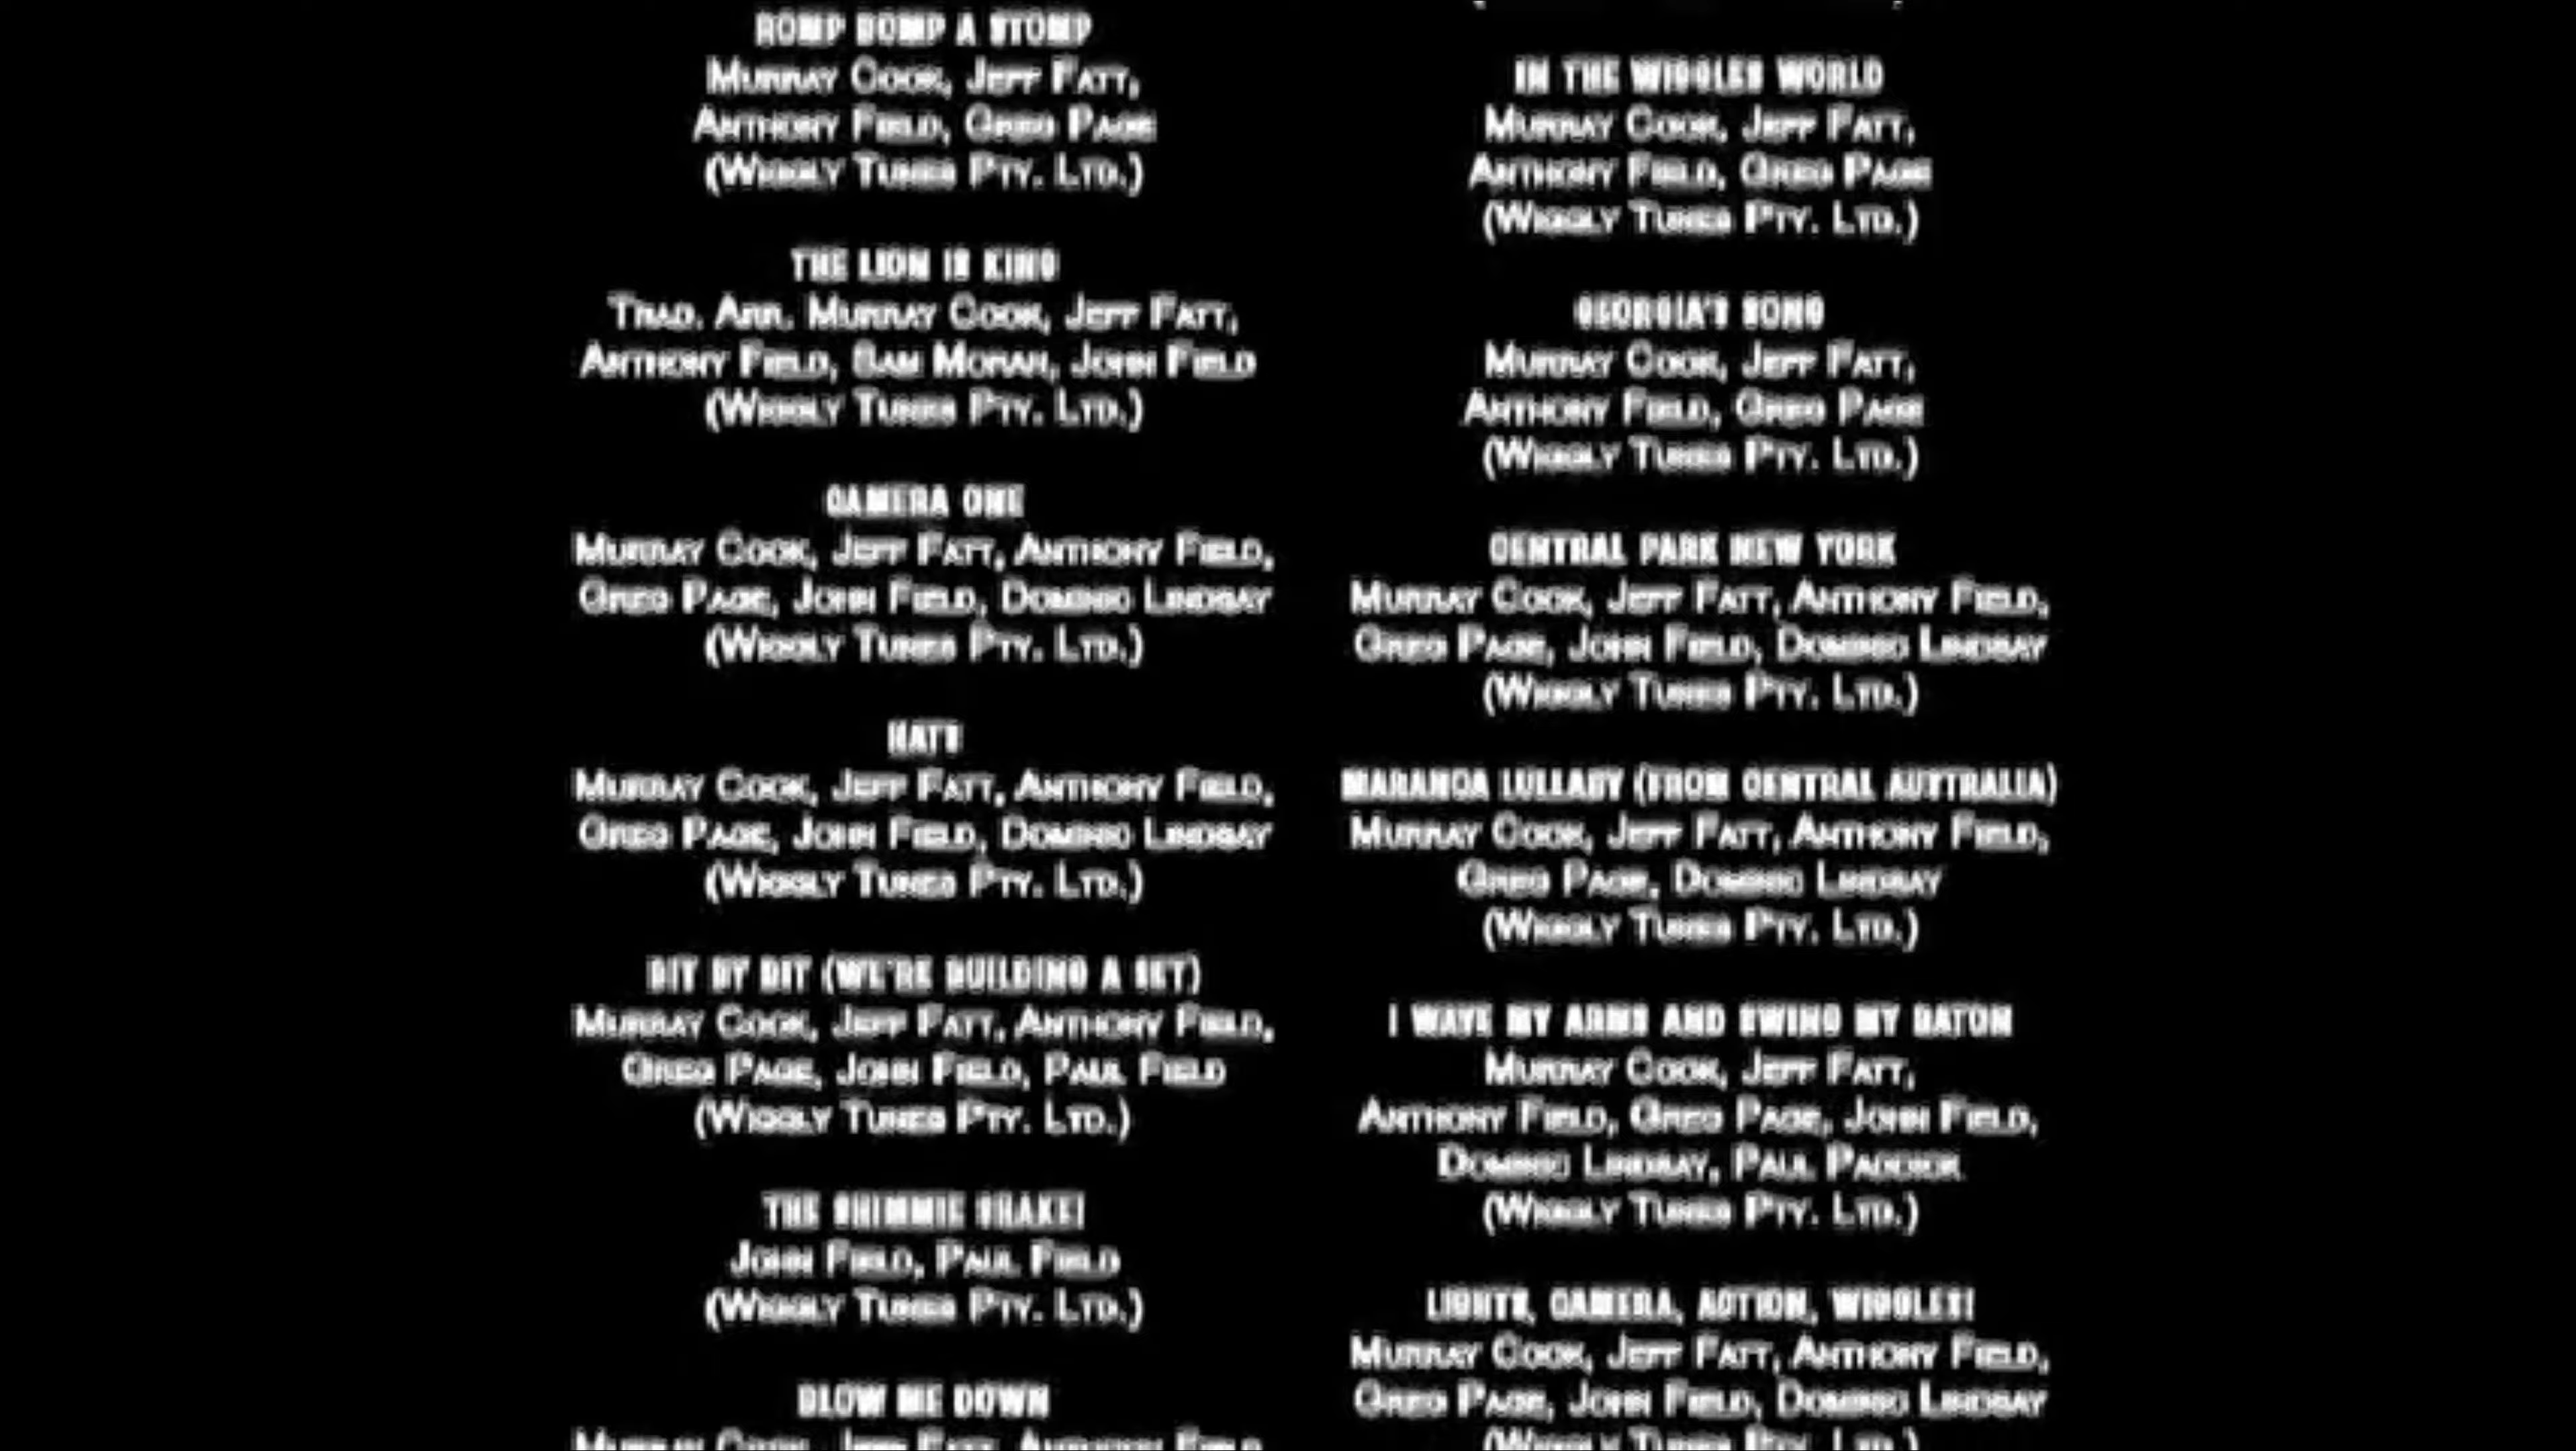 ROMP BOMP A STOMP
MURRAY COOK, JEFF FATT,
ANTHONY FIELD, GREG PAGE
(WIGGLY TUNES PTY. LTD.)
THE LION IS KING
TRAD. ARR. MURRAY COOK, JEFF FATT,
ANTHONY FIELD, SAM MORAN, JOHN FIELD
(WIGGLY TUNES PTY. LTD.)
CAMERA ONE
MURRAY COOK, JEFF FATT, ANTHONY FIELD,
GREG PAGE, JOHN FIELD, DOMINIC LINDSAY
(WIGGLY TUNES PTY. LTD.)
HATS
MURRAY COOK, JEFF FATT, ANTHONY FIELD,
GREG PAGE, JOHN FIELD, DOMINIC LINDSAY
(WIGGLY TUNES PTY. LTD.)
BIT BY BIT (WE'RE BUILDING A SET)
MURRAY COOK, JEFF FATT, ANTHONY FIELD,
GREG PAGE, JOHN FIELD, PAUL FIELD
(WIGGLY TUNES PTY. LTD.)
THE SHIMMIE SHAKE!
JOHN FIELD, PAUL FIELD
(WIGGLY TUNES PTY. LTD.)
BLOW ME DOWN
MURRAY COOK, JEFF FATT, ANTHONY FIELD
IN THE WIGGLES WORLD
MURRAY COOK, JEFF FATT,
ANTHONY FIELD, GREG PAGE
(WIGGLY TUNES PTY. LTD.)
GEORGIA'S SONG
MURRAY COOK, JEFF FATT,
ANTHONY FIELD, GREG PAGE
(WIGGLY TUNES PTY. LTD.)
CENTRAL PARK NEW YORK
MURRAY COOK, JEFF FATT, ANTHONY FIELD,
GREG PAGE, JOHN FIELD, DOMINIC LINDSAY
(WIGGLY TUNES PTY. LTD.)
MARANOA LULLABY (FROM CENTRAL AUSTRALIA)
MURRAY COOK, JEFF FATT, ANTHONY FIELD,
GREG PAGE, DOMINIC LINDSAY
(WIGGLY TUNES PTY. LTD.)
I WAVE MY ARMS AND SWING MY BATON
MURRAY COOK, JEFF FATT,
ANTHONY FIELD, GREG PAGE, JOHN FIELD,
DOMINIC LINDSAY, PAUL PADDICK
(WIGGLY TUNES PTY. LTD.)
LIGHTS, CAMERA, ACTION, WIGGLES!
MURRAY COOK, JEFF FATT, ANTHONY FIELD,
GREG PAGE, JOHN FIELD, DOMINIC LINDSAY
(WIGGLY TUNES PTY. LTD.)